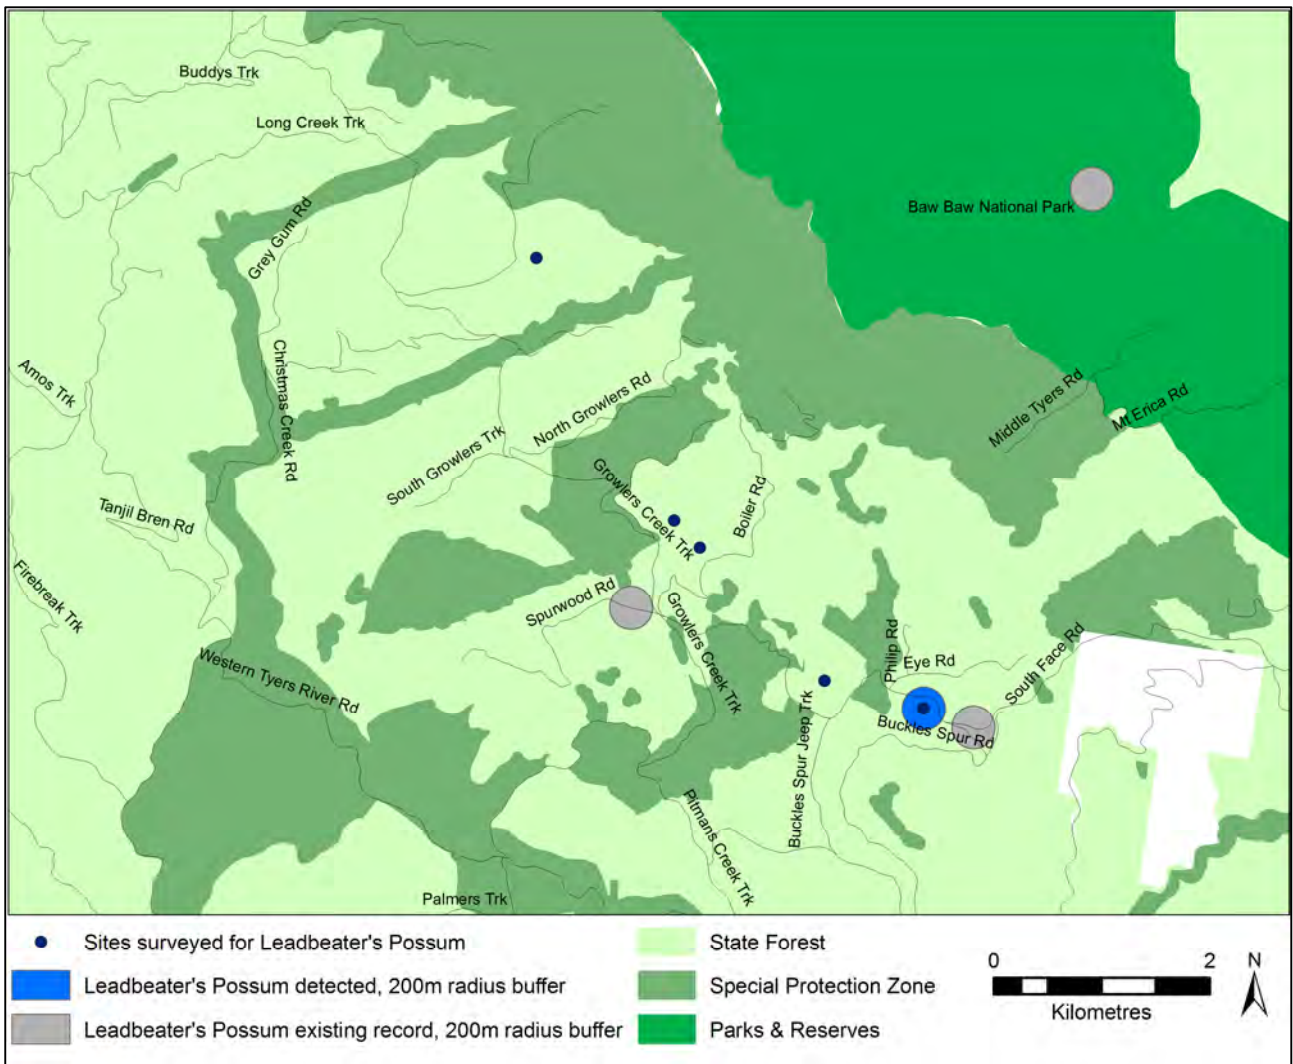 Buddys Trk
Long Creek Trk
Baw Baw National Park
Grey Gum Rd
Amos Trk
Christmas Creek Rd
North Growlers Rd
South Growlers Trk
Middle Tyers Rd
Mt Erica Rd
Growlers Creek Trk
Boiler Rd
Tanjil Bren Rd
Firebreak Trk
Spurwood Rd
Growlers Creek Trk
Philip Rd
Eye Rd
South Face Rd
Western Tyers River Rd
Buckles Spur Rd
Buckles Spur Jeep Trk
Pitmans Creek Trk
Palmers Trk
Sites surveyed for Leadbeater's Possum
Leadbeater's Possum detected, 200m radius buffer
Leadbeater's Possum existing record, 200m radius buffer
State Forest
Special Protection Zone
Parks & Reserves
0 2
Kilometres
N